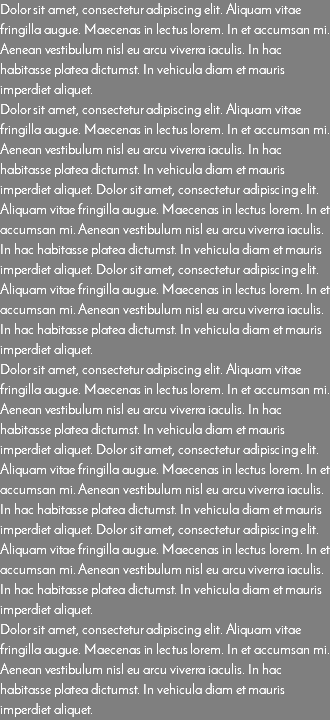 Dolor sit amet, consectetur adipiscing elit. Aliquam vitae
fringilla augue. Maecenas in lectus lorem. In et accumsan mi.
Aenean vestibulum nisl eu arcu viverra iaculis. In hac
habitasse platea dictumst. In vehicula diam et mauris
imperdiet aliquet.
Dolor sit amet, consectetur adipiscing elit. Aliquam vitae
fringilla augue. Maecenas in lectus lorem. In et accumsan mi.
Aenean vestibulum nisl eu arcu viverra iaculis. In hac
habitasse platea dictumst. In vehicula diam et mauris
imperdiet aliquet. Dolor sit amet, consectetur adipiscing elit.
Aliquam vitae fringilla augue. Maecenas in lectus lorem. In et
accumsan mi. Aenean vestibulum nisl eu arcu viverra iaculis.
In hac habitasse platea dictumst. In vehicula diam et mauris
imperdiet aliquet. Dolor sit amet, consectetur adipiscing elit.
Aliquam vitae fringilla augue. Maecenas in lectus lorem. In et
accumsan mi. Aenean vestibulum nisl eu arcu viverra iaculis.
In hac habitasse platea dictumst. In vehicula diam et mauris
imperdiet aliquet.
Dolor sit amet, consectetur adipiscing elit. Aliquam vitae
fringilla augue. Maecenas in lectus lorem. In et accumsan mi.
Aenean vestibulum nisl eu arcu viverra iaculis. In hac
habitasse platea dictumst. In vehicula diam et mauris
imperdiet aliquet. Dolor sit amet, consectetur adipiscing elit.
Aliquam vitae fringilla augue. Maecenas in lectus lorem. In et
accumsan mi. Aenean vestibulum nisl eu arcu viverra iaculis.
In hac habitasse platea dictumst. In vehicula diam et mauris
imperdiet aliquet. Dolor sit amet, consectetur adipiscing elit.
Aliquam vitae fringilla augue. Maecenas in lectus lorem. In et
accumsan mi. Aenean vestibulum nisl eu arcu viverra iaculis.
In hac habitasse platea dictumst. In vehicula diam et mauris
imperdiet aliquet.
Dolor sit amet, consectetur adipiscing elit. Aliquam vitae
fringilla augue. Maecenas in lectus lorem. In et accumsan mi.
Aenean vestibulum nisl eu arcu viverra iaculis. In hac
habitasse platea dictumst. In vehicula diam et mauris
imperdiet aliquet.